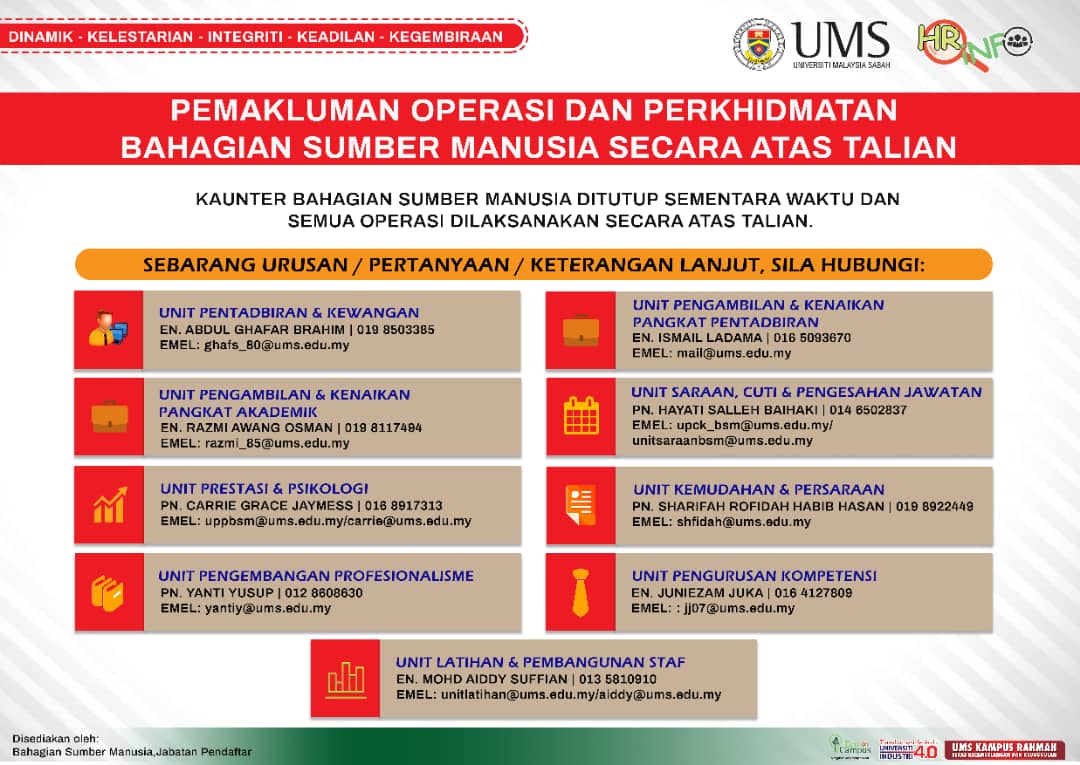 DINAMIK - KELESTARIAN - INTEGRITI - KEADILAN - KEGEMBIRAAN
UMS
UNIVERSITI MALAYSIA SABAH
HR INFO
PEMAKLUMAN OPERASI DAN PERKHIDMATAN
BAHAGIAN SUMBER MANUSIA SECARA ATAS TALIAN
KAUNTER BAHAGIAN SUMBER MANUSIA DITUTUP SEMENTARA WAKTU DAN
SEMUA OPERASI DILAKSANAKAN SECARA ATAS TALIAN.
SEBARANG URUSAN / PERTANYAAN / KETERANGAN LANJUT, SILA HUBUNGI:
UNIT PENTADBIRAN & KEWANGAN
EN. ABDUL GHAFAR BRAHIM | 019 8503385
EMEL: ghafs_80@ums.edu.my
UNIT PENGAMBILAN & KENAIKAN
PANGKAT PENTADBIRAN
EN. ISMAIL LADAMA | 016 5093670
EMEL: mail@ums.edu.my
UNIT PENGAMBILAN & KENAIKAN
PANGKAT AKADEMIK
EN. RAZMI AWANG OSMAN | 019 8117494
EMEL: razmi_85@ums.edu.my
UNIT SARAAN, CUTI & PENGESAHAN JAWATAN
PN. HAYATI SALLEH BAIHAKI | 014 6502837
EMEL: upck_bsm@ums.edu.my/
unitsaraanbsm@ums.edu.my
UNIT PRESTASI & PSIKOLOGI
PN. CARRIE GRACE JAYMESS | 016 8917313
EMEL: uppbsm@ums.edu.my/carrie@ums.edu.my
UNIT KEMUDAHAN & PERSARAAN
PN. SHARIFAH ROFIDAH HABIB HASAN | 019 8922449
EMEL: shfidah@ums.edu.my
UNIT PENGEMBANGAN PROFESIONALISME
PN. YANTI YUSUP | 012 8608630
EMEL: yantiy@ums.edu.my
UNIT PENGURUSAN KOMPETENSI
EN. JUNIEZAM JUKA | 016 4127809
EMEL: : jj07@ums.edu.my
UNIT LATIHAN & PEMBANGUNAN STAF
EN. MOHD AIDDY SUFFIAN | 013 5810910
EMEL: unitlatihan@ums.edu.my/aiddy@ums.edu.my
Disediakan oleh:
Bahagian Sumber Manusia,Jabatan Pendaftar
Campus
UNIVERSITI
INDUSTRI 4.0
UMS KAMPUS RAHMAH